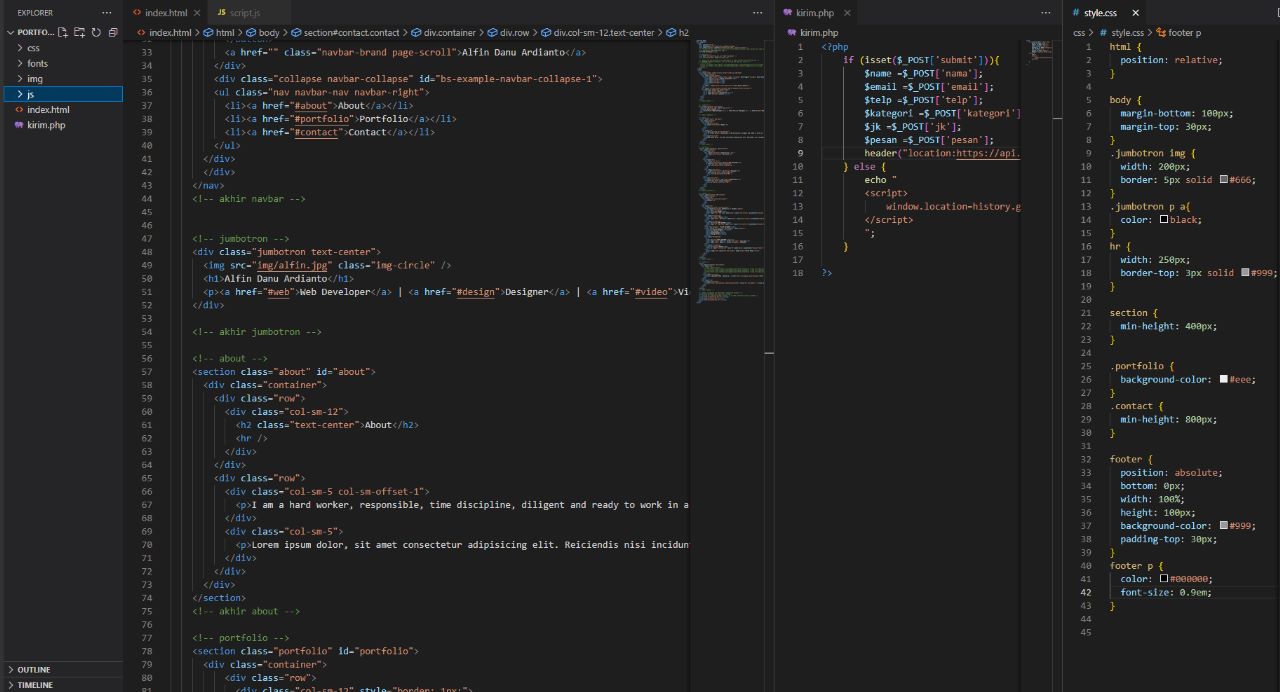 EXPLORER
PORTFO...
css
fonts
img
js
index.html
kirim.php
OUTLINE
TIMELINE
index.html
script.js
index.html > html > body > section#contact.contact > div.container > div.row > div.col-sm-12.text-center > h2
34 <a href="" class="navbar-brand page-scroll">Alfin Danu Ardianto</a>
34 </div>
35 <div class="collapse navbar-collapse" id="bs-example-navbar-collapse-1">
36 <ul class="nav navbar-nav navbar-right">
37 <li><a href="#about">About</a></li>
38 <li><a href="#portfolio">Portfolio</a></li>
39 <li><a href="#contact">Contact</a></li>
40 </ul>
41 </div>
42 </div>
43 </nav>
44 <!-- akhir navbar -->
45
46
47 <!-- jumbotron -->
48 <div class="jumbotron text-center">
49 <img src="img/alfin.jpg" class="img-circle" />
50 <h1>Alfin Danu Ardianto</h1>
51 <p><a href="#web">Web Developer</a> | <a href="#design">Designer</a> | <a href="#video">Vi
52 </div>
53
54 <!-- akhir jumbotron -->
55
56 <!-- about -->
57 <section class="about" id="about">
58 <div class="container">
59 <div class="row">
60 <div class="col-sm-12">
61 <h2 class="text-center">About</h2>
62 <hr />
63 </div>
64 </div>
65 <div class="row">
66 <div class="col-sm-5 col-sm-offset-1">
67 <p>I am a hard worker, responsible, time discipline, diligent and ready to work in a
68 </div>
69 <div class="col-sm-5">
70 <p>Lorem ipsum dolor, sit amet consectetur adipisicing elit. Reiciendis nisi incidun
71 </div>
72 </div>
73 </div>
74 </section>
75 <!-- akhir about -->
76
77 <!-- portfolio -->
78 <section class="portfolio" id="portfolio">
79 <div class="container">
80 <div class="row">
81 <div class="col-sm-12" style="border: 1px;">
kirim.php
kirim.php
1 <?php
2 if (isset($_POST['submit'])){
3 $name =$_POST['nama'];
4 $email =$_POST['email'];
5 $telp =$_POST['telp'];
6 $kategori =$_POST['kategori']
7 $jk =$_POST['jk'];
8 $pesan =$_POST['pesan'];
9 header("location:https://api.
10 } else {
11 echo "
12 <script>
13 window.location=history.g
14 </script>
15 ";
16 }
17
18 ?>
style.css
css > style.css > footer p
1 html {
2 position: relative;
3 }
4
5 body {
6 margin-bottom: 100px;
7 margin-top: 30px;
8 }
9 .jumbotron img {
10 width: 200px;
11 border: 5px solid #666;
12 }
13 .jumbotron p a{
14 color: black;
15 }
16 hr {
17 width: 250px;
18 border-top: 3px solid #999;
19 }
20
21 section {
22 min-height: 400px;
23 }
24
25 .portfolio {
26 background-color: #eee;
27 }
28 .contact {
29 min-height: 800px;
30 }
31
32 footer {
33 position: absolute;
34 bottom: 0px;
35 width: 100%;
36 height: 100px;
37 background-color: #999;
38 padding-top: 30px;
39 }
40 footer p {
41 color: #000000;
42 font-size: 0.9em;
43 }
44
45